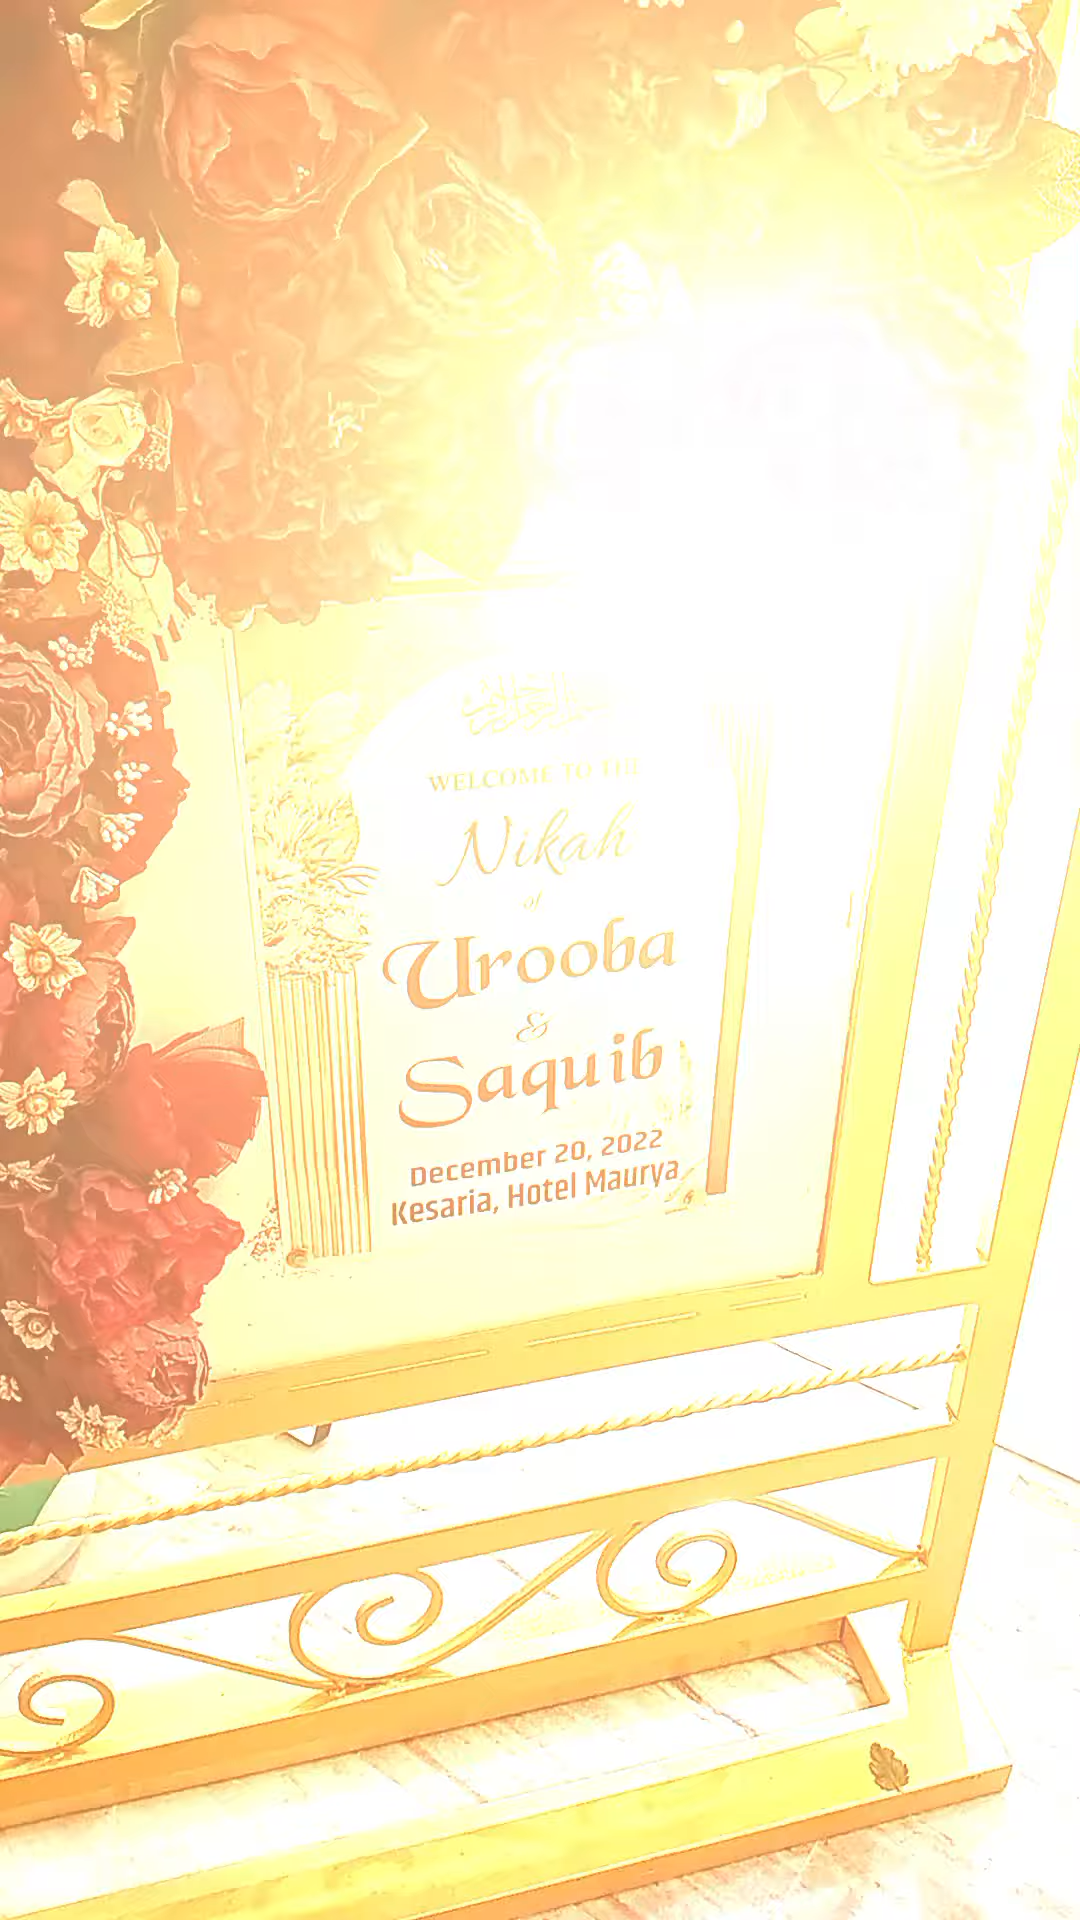 WELCOME TO THE
Nikah
of
Urooba
&
Saquib
December 20, 2022
Kesaria, Hotel Maurya